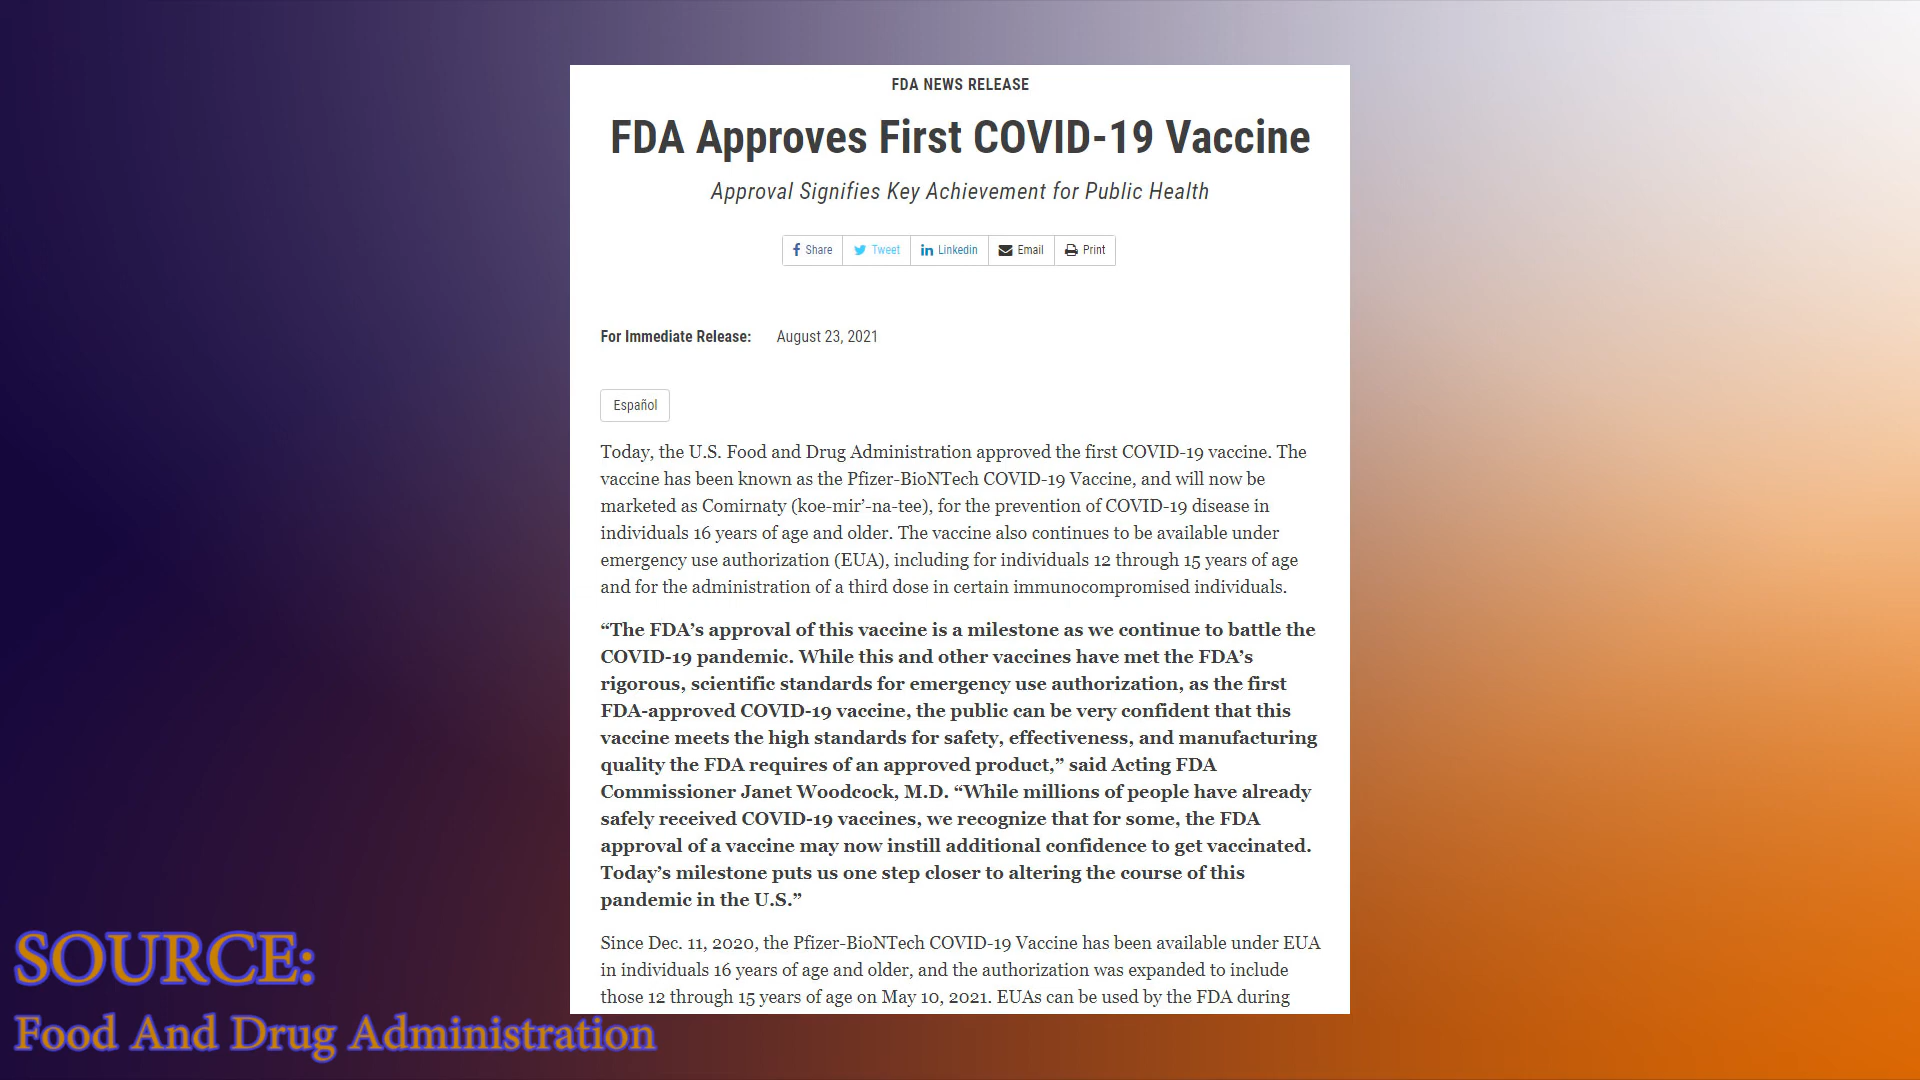 FDA NEWS RELEASE
FDA Approves First COVID-19 Vaccine
Approval Signifies Key Achievement for Public Health
Share Tweet Linkedin Email Print
For Immediate Release: August 23, 2021
Español
Today, the U.S. Food and Drug Administration approved the first COVID-19 vaccine. The
vaccine has been known as the Pfizer-BioNTech COVID-19 Vaccine, and will now be
marketed as Comirnaty (koe-mir’-na-tee), for the prevention of COVID-19 disease in
individuals 16 years of age and older. The vaccine also continues to be available under
emergency use authorization (EUA), including for individuals 12 through 15 years of age
and for the administration of a third dose in certain immunocompromised individuals.
“The FDA’s approval of this vaccine is a milestone as we continue to battle the
COVID-19 pandemic. While this and other vaccines have met the FDA’s
rigorous, scientific standards for emergency use authorization, as the first
FDA-approved COVID-19 vaccine, the public can be very confident that this
vaccine meets the high standards for safety, effectiveness, and manufacturing
quality the FDA requires of an approved product,” said Acting FDA
Commissioner Janet Woodcock, M.D. “While millions of people have already
safely received COVID-19 vaccines, we recognize that for some, the FDA
approval of a vaccine may now instill additional confidence to get vaccinated.
Today’s milestone puts us one step closer to altering the course of this
pandemic in the U.S.”
Since Dec. 11, 2020, the Pfizer-BioNTech COVID-19 Vaccine has been available under EUA
in individuals 16 years of age and older, and the authorization was expanded to include
those 12 through 15 years of age on May 10, 2021. EUAs can be used by the FDA during
SOURCE:
Food And Drug Administration